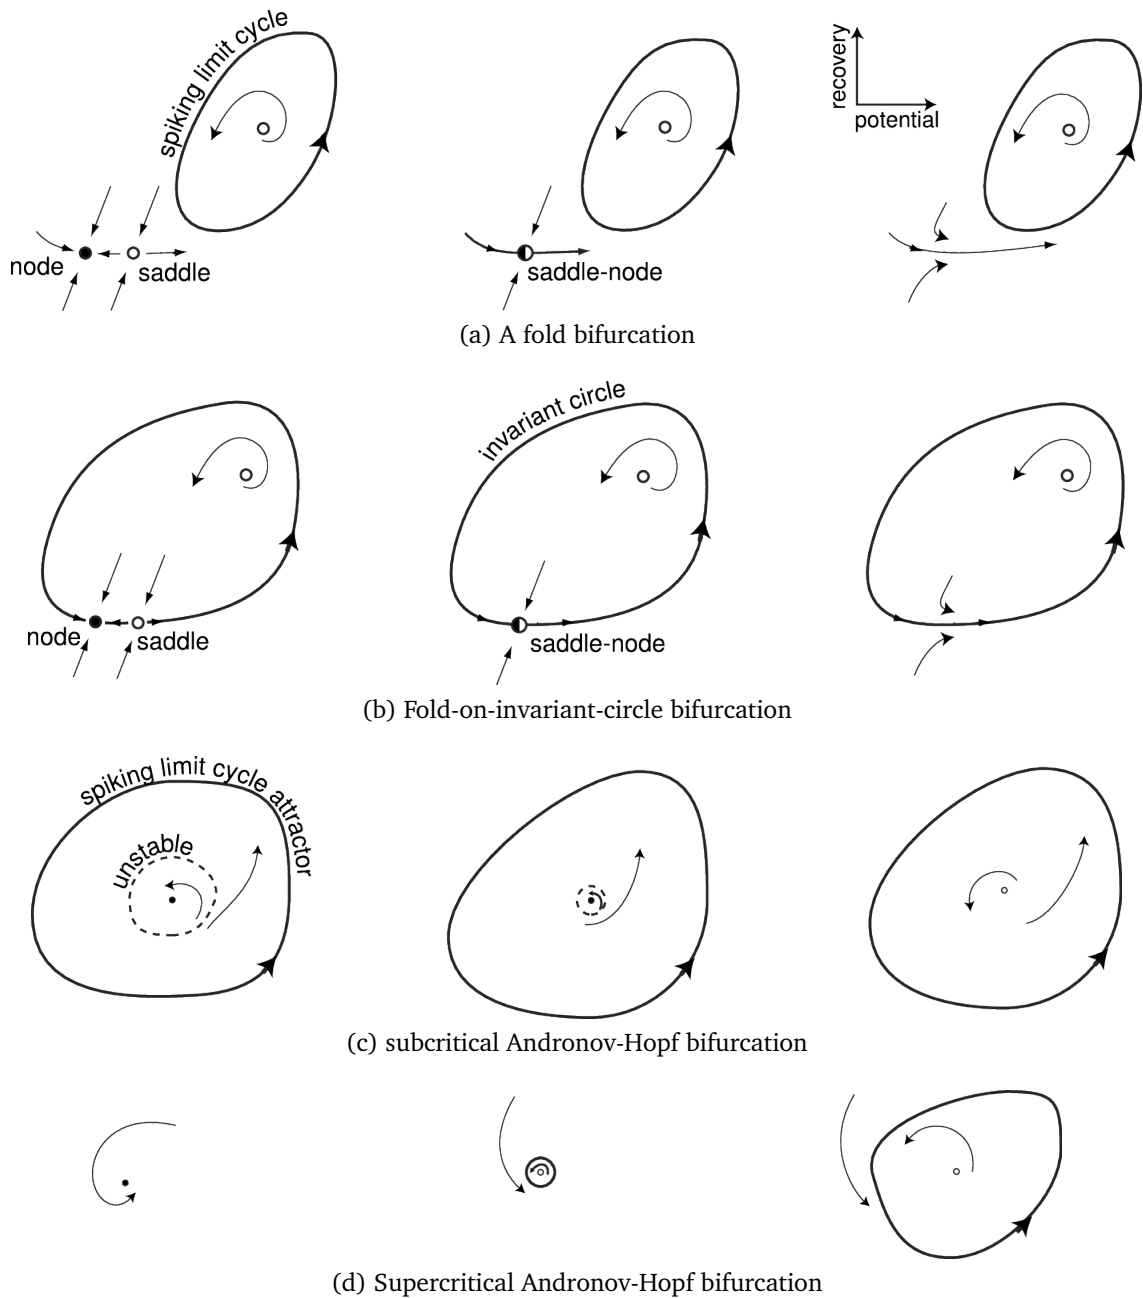 spiking limit cycle
recovery
potential
node
saddle
saddle-node
(a) A fold bifurcation
invariant circle
node
saddle
saddle-node
(b) Fold-on-invariant-circle bifurcation
spiking limit cycle attractor
unstable
(c) subcritical Andronov-Hopf bifurcation
(d) Supercritical Andronov-Hopf bifurcation